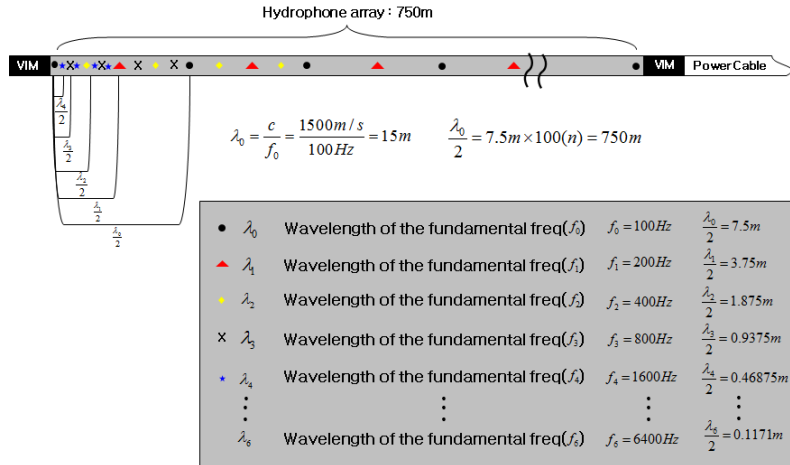 Hydrophone array : 750m
VIM VIM PowerCable
λ₄/2
λ₃/2
λ₂/2
λ₁/2
λ₀/2
λ₀ = c/f₀ = 1500m/s / 100Hz = 15m λ₀/2 = 7.5m×100(n) = 750m
λ₀ Wavelength of the fundamental freq(f₀) f₀ = 100Hz λ₀/2 = 7.5m
λ₁ Wavelength of the fundamental freq(f₁) f₁ = 200Hz λ₁/2 = 3.75m
λ₂ Wavelength of the fundamental freq(f₂) f₂ = 400Hz λ₂/2 = 1.875m
λ₃ Wavelength of the fundamental freq(f₃) f₃ = 800Hz λ₃/2 = 0.9375m
λ₄ Wavelength of the fundamental freq(f₄) f₄ = 1600Hz λ₄/2 = 0.46875m
λ₆ Wavelength of the fundamental freq(f₆) f₆ = 6400Hz λ₆/2 = 0.1171m